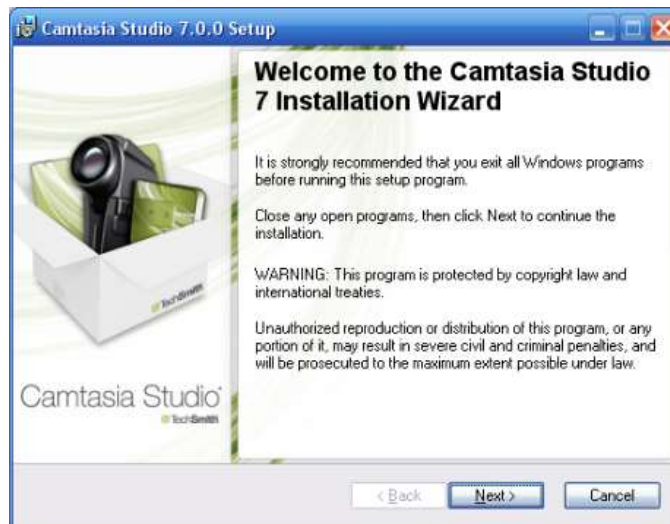 Camtasia Studio 7.0.0 Setup
Welcome to the Camtasia Studio
7 Installation Wizard
It is strongly recommended that you exit all Windows programs
before running this setup program.
Close any open programs, then click Next to continue the
installation.
WARNING: This program is protected by copyright law and
international treaties.
Unauthorized reproduction or distribution of this program, or any
portion of it, may result in severe civil and criminal penalties, and
will be prosecuted to the maximum extent possible under law.
TechSmith
Camtasia Studio
TechSmith
< Back
Next >
Cancel